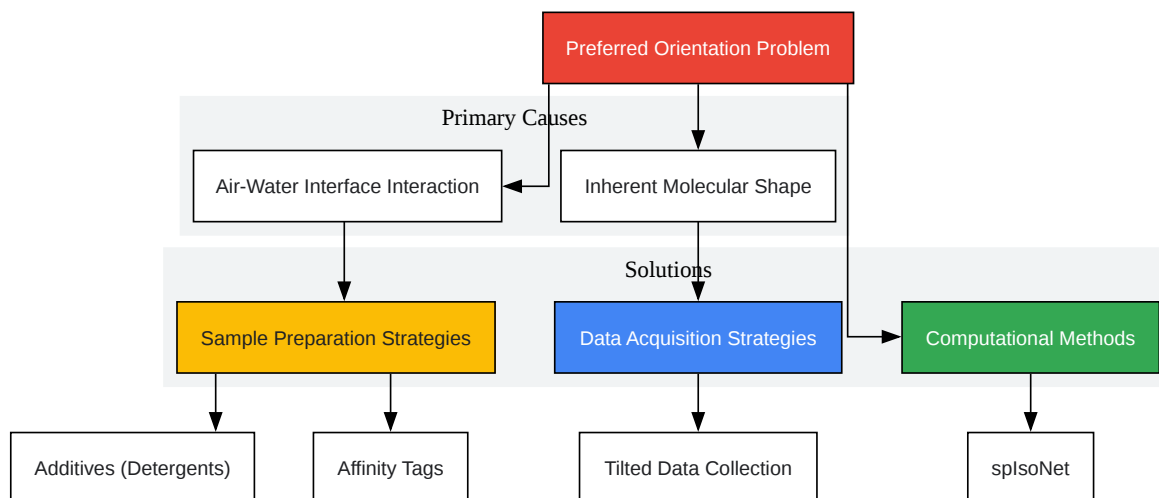 Preferred Orientation Problem
Primary Causes
Air-Water Interface Interaction
Inherent Molecular Shape
Solutions
Sample Preparation Strategies
Data Acquisition Strategies
Computational Methods
Additives (Detergents)
Affinity Tags
Tilted Data Collection
spIsoNet